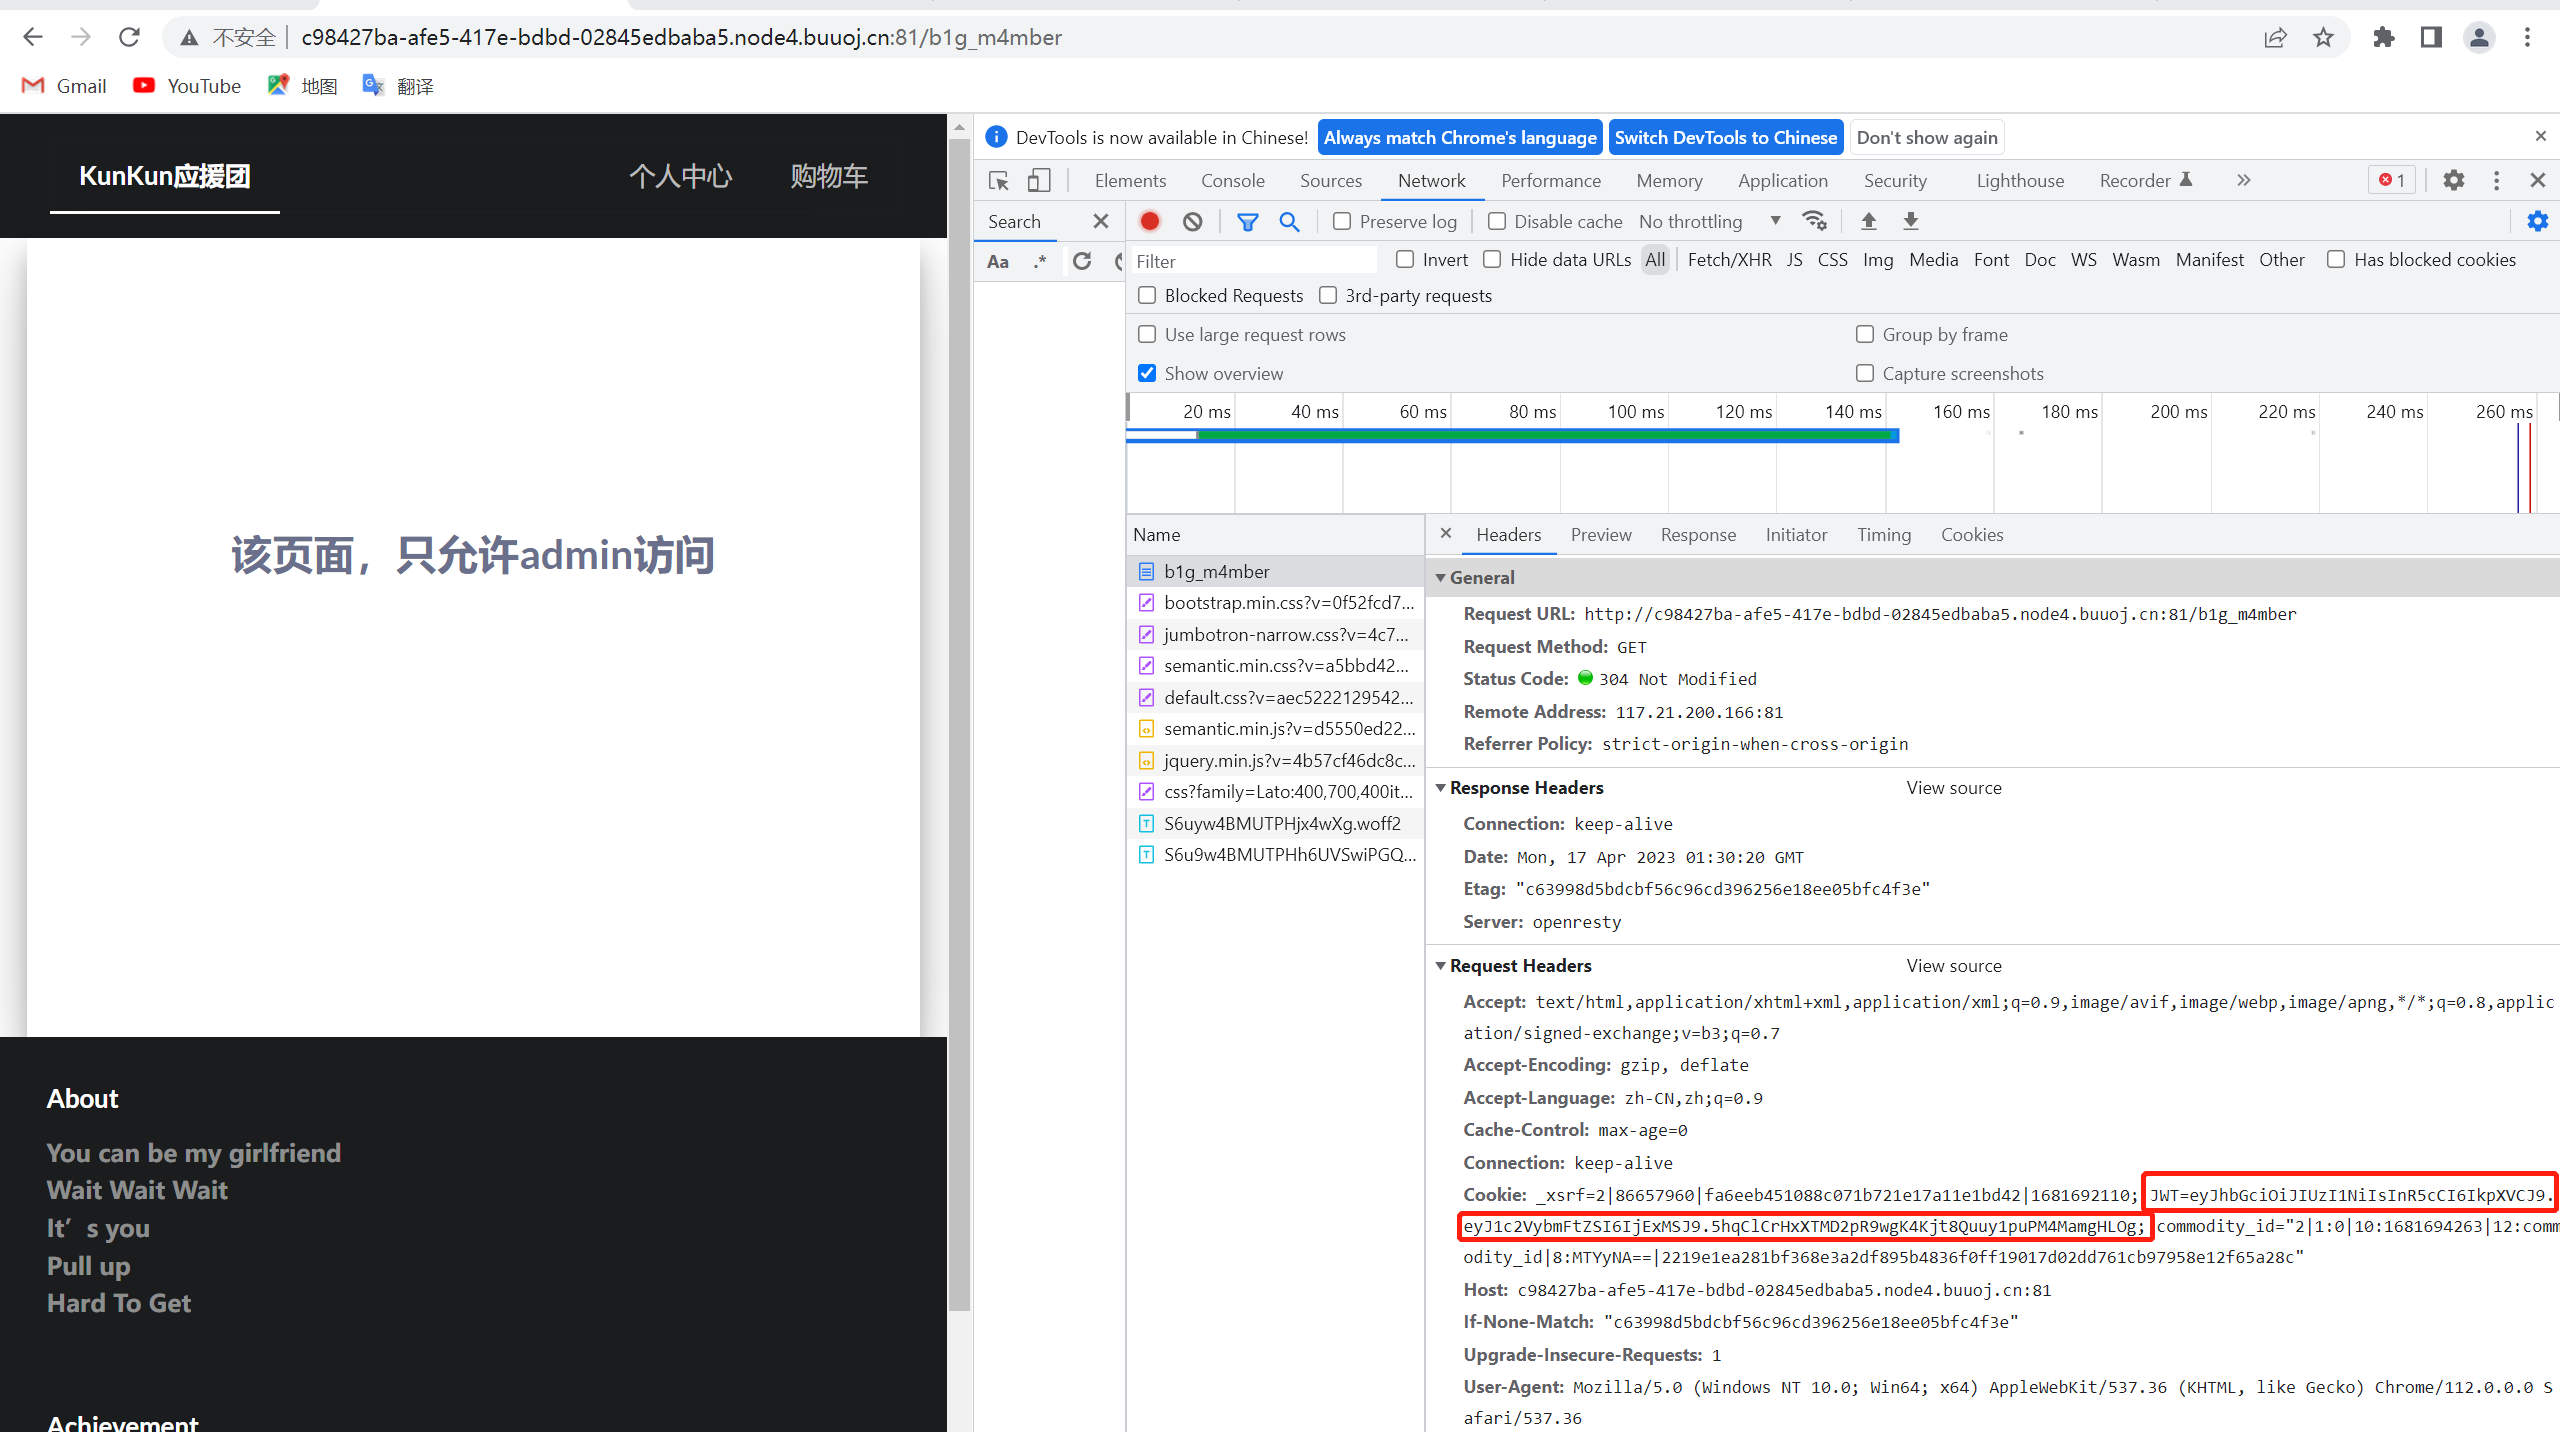 不安全 c98427ba-afe5-417e-bdbd-02845edbaba5.node4.buuoj.cn:81/b1g_m4mber
Gmail YouTube 地图 翻译
KunKun应援团 个人中心 购物车
该页面，只允许admin访问
About
You can be my girlfriend
Wait Wait Wait
It’s you
Pull up
Hard To Get
Achievement
DevTools is now available in Chinese! Always match Chrome's language Switch DevTools to Chinese Don't show again
Elements Console Sources Network Performance Memory Application Security Lighthouse Recorder 1
Search Preserve log Disable cache No throttling
Aa .* Filter Invert Hide data URLs All Fetch/XHR JS CSS Img Media Font Doc WS Wasm Manifest Other Has blocked cookies
Blocked Requests 3rd-party requests
Use large request rows Group by frame
Show overview Capture screenshots
20 ms 40 ms 60 ms 80 ms 100 ms 120 ms 140 ms 160 ms 180 ms 200 ms 220 ms 240 ms 260 ms
Name
b1g_m4mber
bootstrap.min.css?v=0f52fcd7...
jumbotron-narrow.css?v=4c7...
semantic.min.css?v=a5bbd42...
default.css?v=aec5222129542...
semantic.min.js?v=d5550ed22...
jquery.min.js?v=4b57cf46dc8c...
css?family=Lato:400,700,400it...
S6uyw4BMUTPHjx4wXg.woff2
S6u9w4BMUTPHh6UVSwiPGQ...
Headers Preview Response Initiator Timing Cookies
General
Request URL: http://c98427ba-afe5-417e-bdbd-02845edbaba5.node4.buuoj.cn:81/b1g_m4mber
Request Method: GET
Status Code: 304 Not Modified
Remote Address: 117.21.200.166:81
Referrer Policy: strict-origin-when-cross-origin
Response Headers View source
Connection: keep-alive
Date: Mon, 17 Apr 2023 01:30:20 GMT
Etag: "c63998d5bdcbf56c96cd396256e18ee05bfc4f3e"
Server: openresty
Request Headers View source
Accept: text/html,application/xhtml+xml,application/xml;q=0.9,image/avif,image/webp,image/apng,*/*;q=0.8,applic
ation/signed-exchange;v=b3;q=0.7
Accept-Encoding: gzip, deflate
Accept-Language: zh-CN,zh;q=0.9
Cache-Control: max-age=0
Connection: keep-alive
Cookie: _xsrf=2|86657960|fa6eeb451088c071b721e17a11e1bd42|1681692110; JWT=eyJhbGciOiJIUzI1NiIsInR5cCI6IkpXVCJ9.
eyJ1c2VybmFtZSI6IjExMSJ9.5hqClCrHxXTMD2pR9wgK4Kjt8Quuy1puPM4MamgHLOg; commodity_id="2|1:0|10:1681694263|12:comm
odity_id|8:MTYyNA==|2219e1ea281bf368e3a2df895b4836f0ff19017d02dd761cb97958e12f65a28c"
Host: c98427ba-afe5-417e-bdbd-02845edbaba5.node4.buuoj.cn:81
If-None-Match: "c63998d5bdcbf56c96cd396256e18ee05bfc4f3e"
Upgrade-Insecure-Requests: 1
User-Agent: Mozilla/5.0 (Windows NT 10.0; Win64; x64) AppleWebKit/537.36 (KHTML, like Gecko) Chrome/112.0.0.0 S
afari/537.36